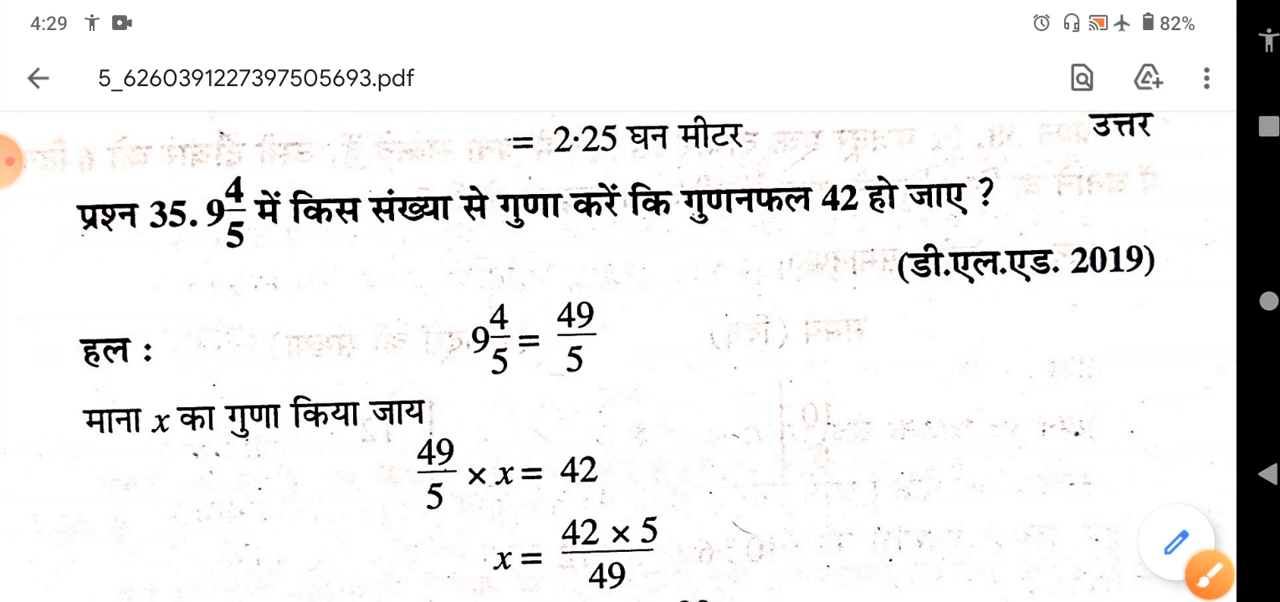 4:29 82%
5_6260391227397505693.pdf
= 2·25 घन मीटर उत्तर
प्रश्न 35. 9 4/5 में किस संख्या से गुणा करें कि गुणनफल 42 हो जाए ?
(डी.एल.एड. 2019)
हल : 9 4/5 = 49/5
माना x का गुणा किया जाय
49/5 × x = 42
x = 42 × 5/49